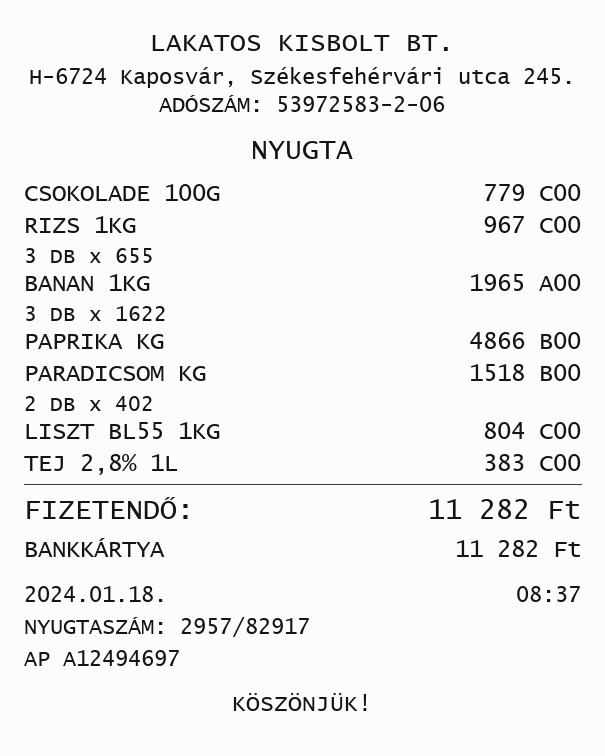 LAKATOS KISBOLT BT.
H-6724 Kaposvár, Székesfehérvári utca 245.
ADÓSZÁM: 53972583-2-06
NYUGTA
CSOKOLADE 100G 779 C00
RIZS 1KG 967 C00
3 DB x 655
BANAN 1KG 1965 A00
3 DB x 1622
PAPRIKA KG 4866 B00
PARADICSOM KG 1518 B00
2 DB x 402
LISZT BL55 1KG 804 C00
TEJ 2,8% 1L 383 C00
FIZETENDŐ: 11 282 Ft
BANKKÁRTYA 11 282 Ft
2024.01.18. 08:37
NYUGTASZÁM: 2957/82917
AP A12494697
KÖSZÖNJÜK!